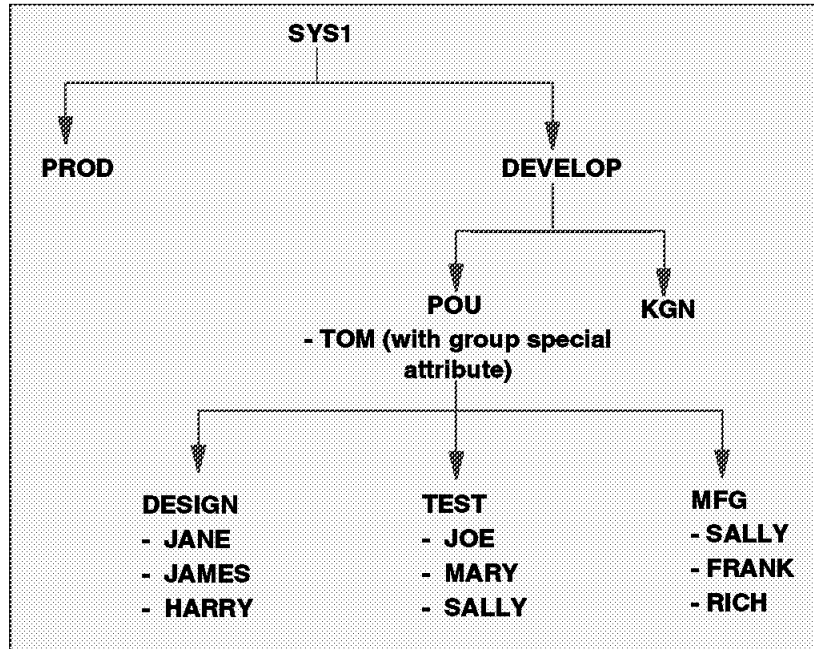 SYS1
PROD
DEVELOP
POU
- TOM (with group special
attribute)
KGN
DESIGN
- JANE
- JAMES
- HARRY
TEST
- JOE
- MARY
- SALLY
MFG
- SALLY
- FRANK
- RICH